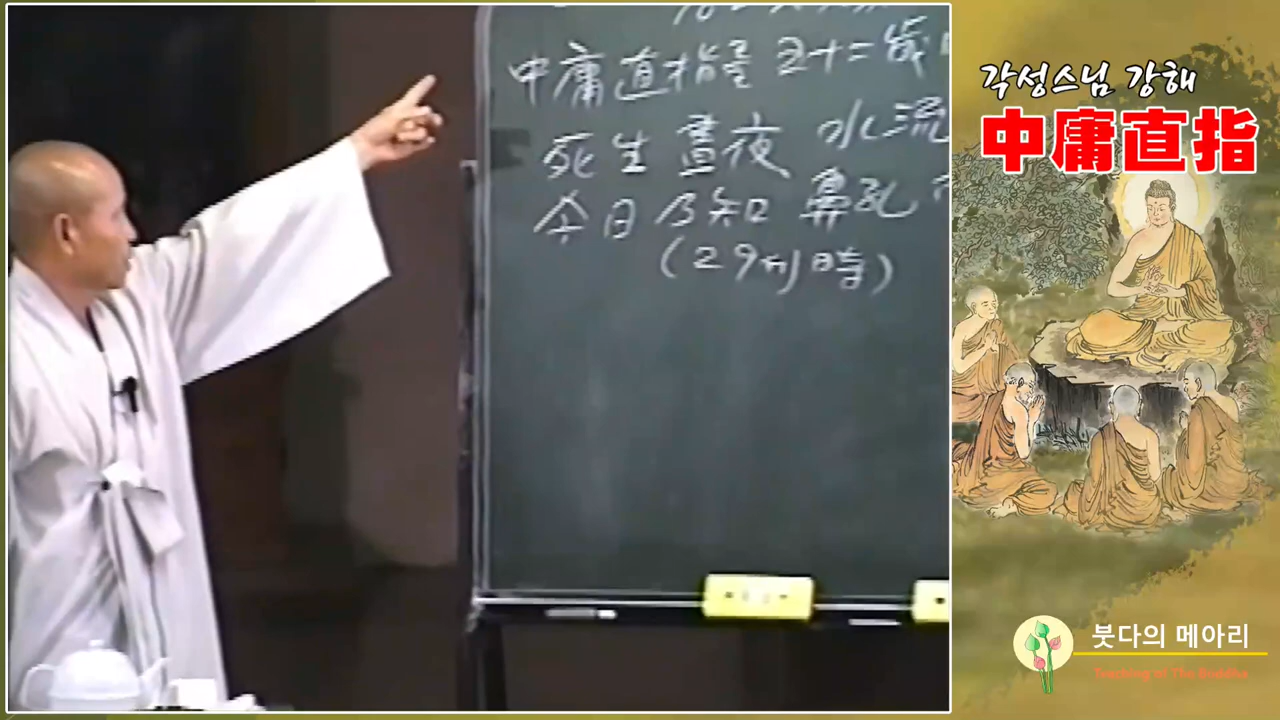 中庸直指를 五十二歲
死生晝夜 水流
今日乃知 鼻孔
(29세時)
각성스님 강해
中庸直指
붓다의 메아리
Teaching of The Buddha